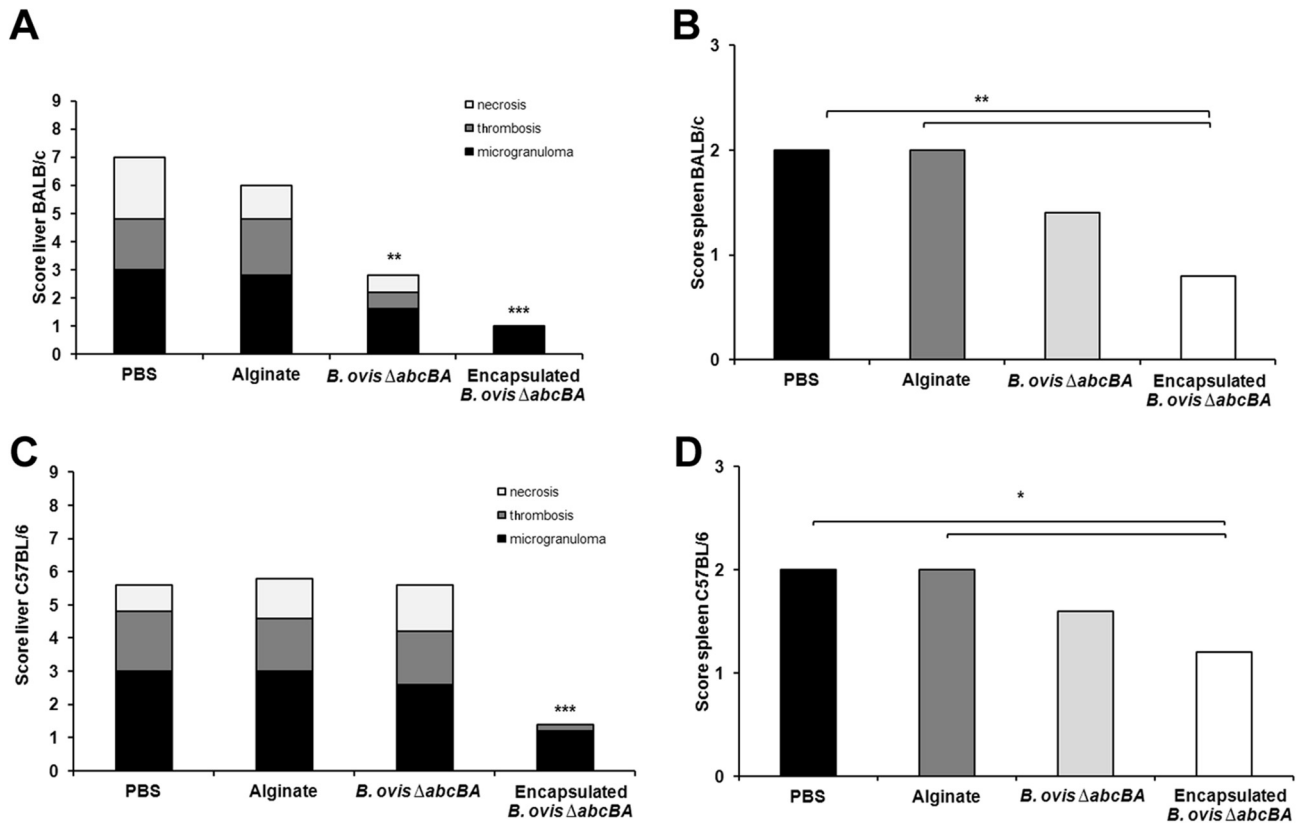 A
Score liver BALB/c
9
8
7
6
5
4
3
2
1
0
necrosis
thrombosis
microgranuloma
**
***
PBS
Alginate
B. ovis ΔabcBA
Encapsulated
B. ovis ΔabcBA
B
Score spleen BALB/c
3
2
1
0
**
PBS
Alginate
B. ovis ΔabcBA
Encapsulated
B. ovis ΔabcBA
C
Score liver C57BL/6
9
8
7
6
5
4
3
2
1
0
necrosis
thrombosis
microgranuloma
***
PBS
Alginate
B. ovis ΔabcBA
Encapsulated
B. ovis ΔabcBA
D
Score spleen C57BL/6
3
2
1
0
*
PBS
Alginate
B. ovis ΔabcBA
Encapsulated
B. ovis ΔabcBA